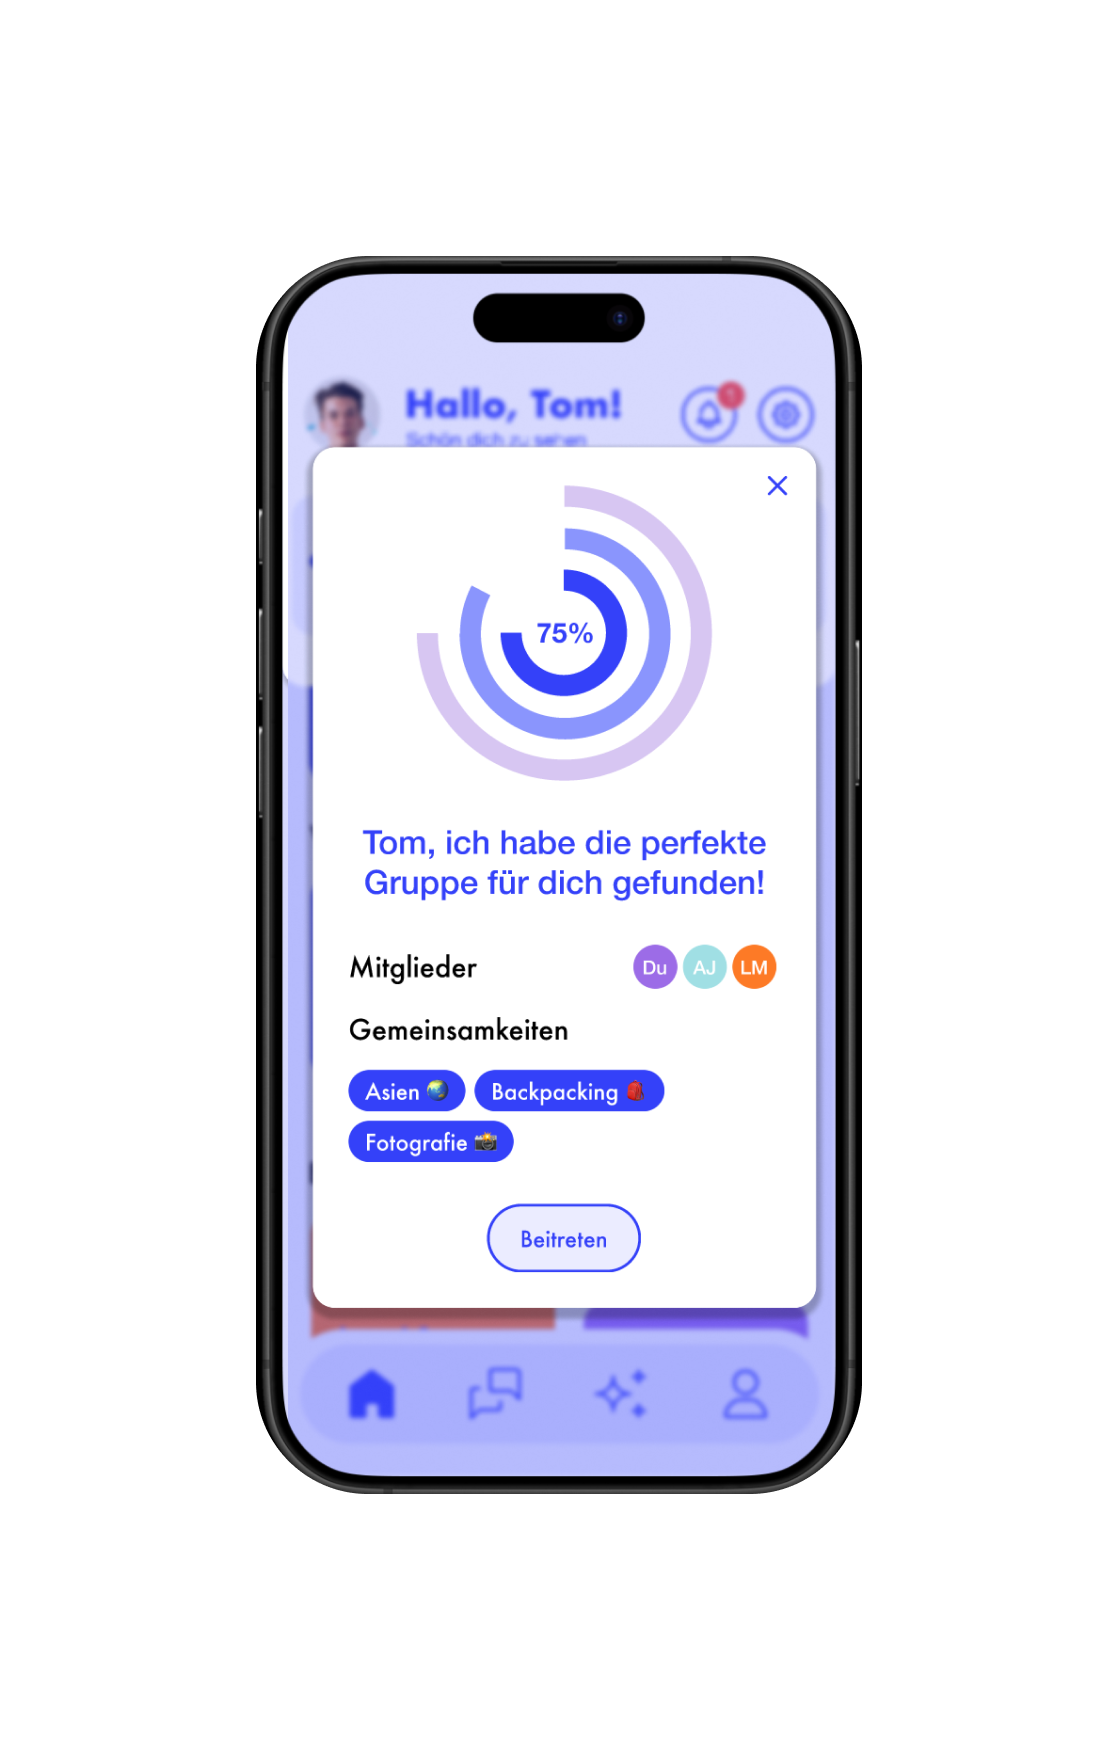 Hallo, Tom!
Schön dich zu sehen
1
75%
Tom, ich habe die perfekte
Gruppe für dich gefunden!
Mitglieder
Du AJ LM
Gemeinsamkeiten
Asien 🌏 Backpacking 🎒
Fotografie 📸
Beitreten